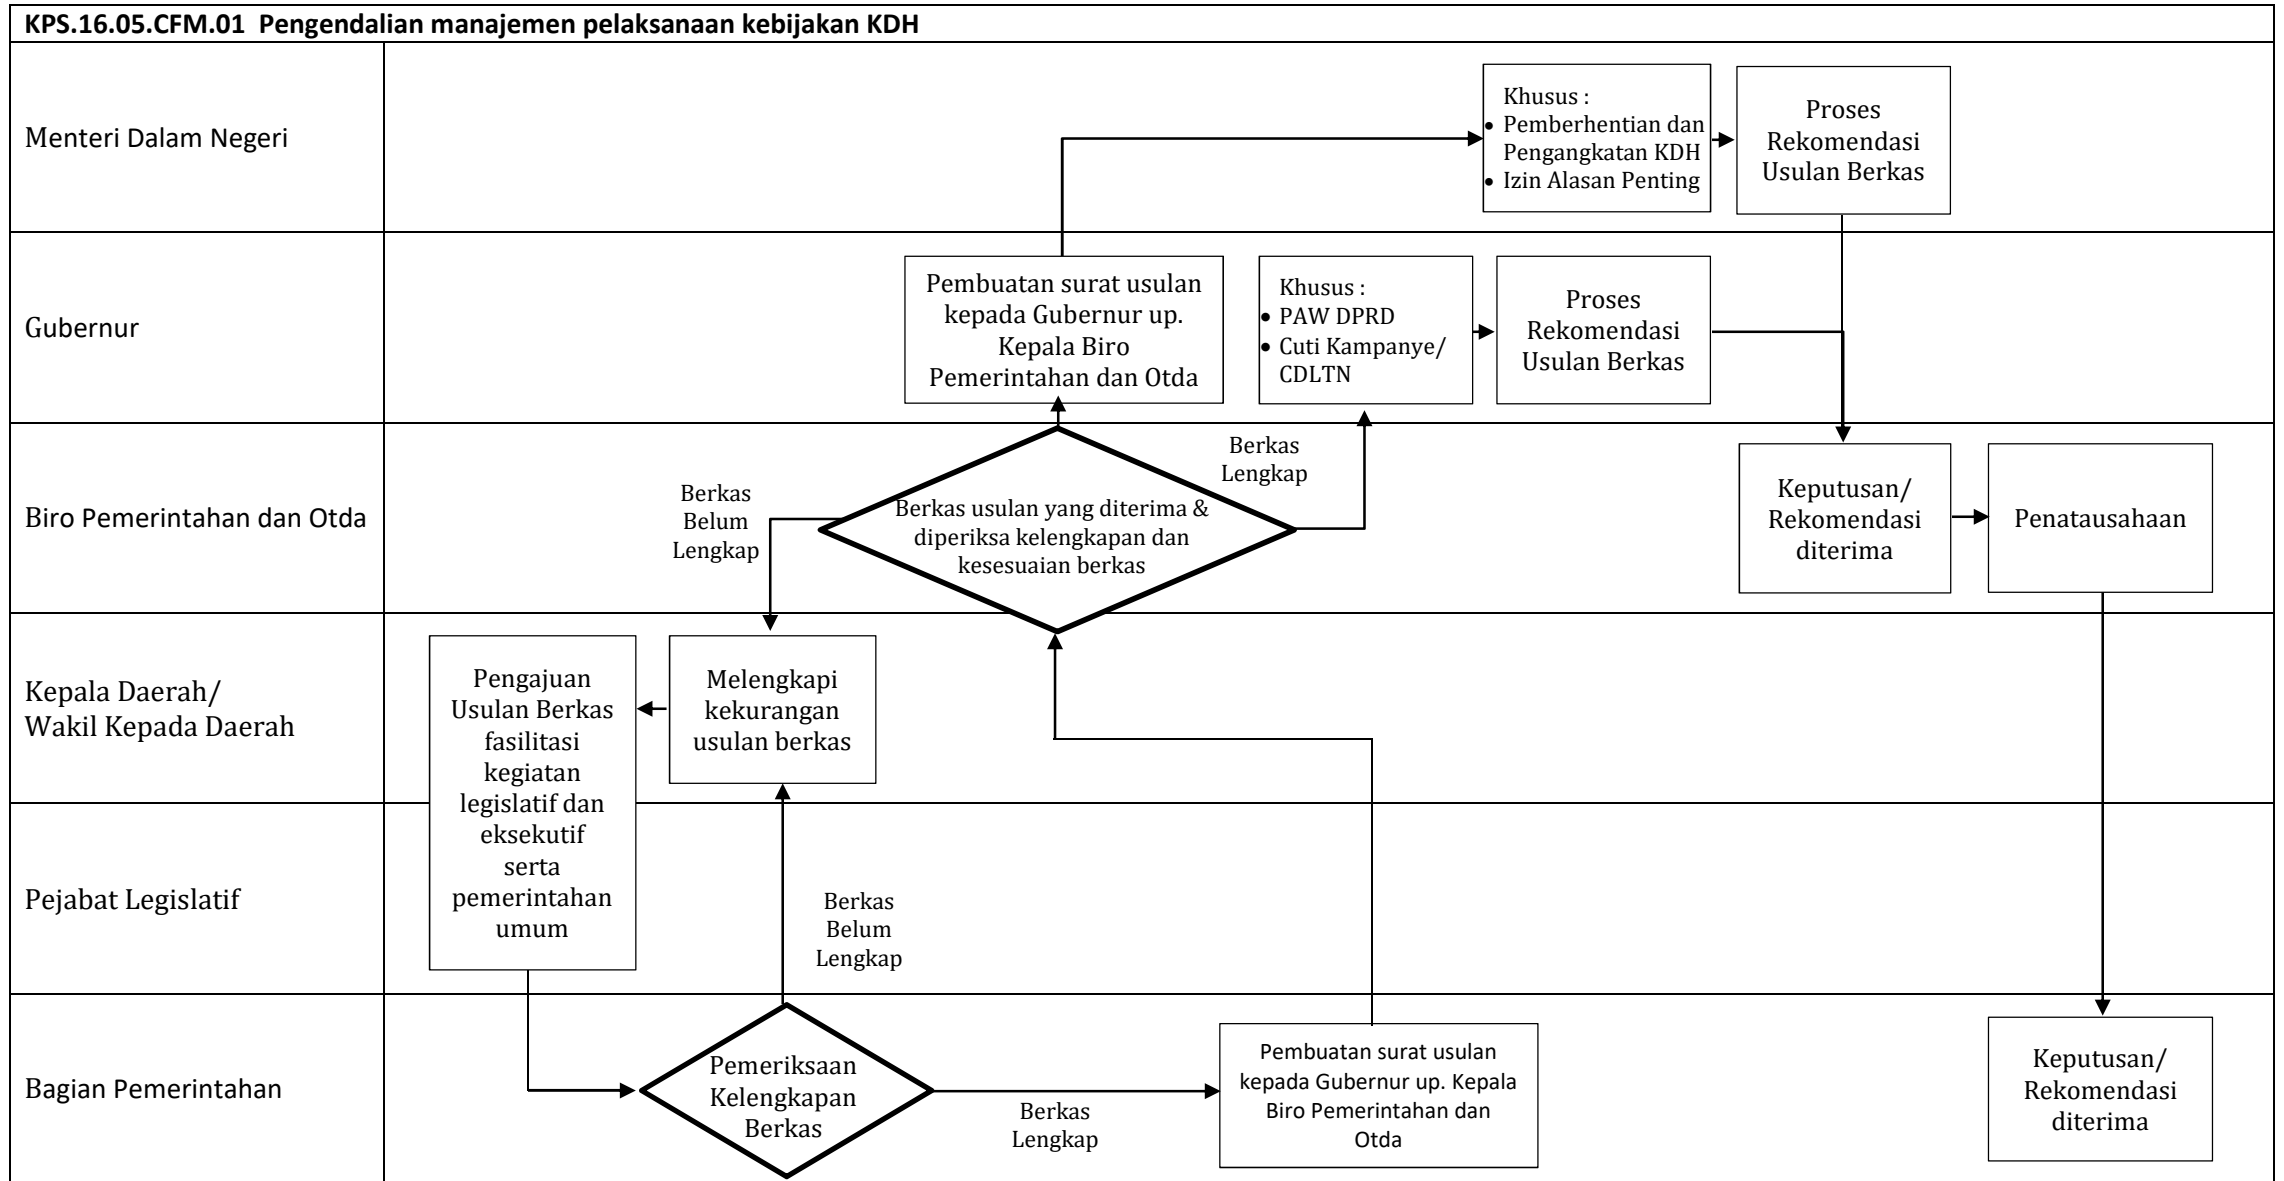 KPS.16.05.CFM.01 Pengendalian manajemen pelaksanaan kebijakan KDH
Menteri Dalam Negeri
Khusus :
• Pemberhentian dan
Pengangkatan KDH
• Izin Alasan Penting
Proses
Rekomendasi
Usulan Berkas
Gubernur
Pembuatan surat usulan
kepada Gubernur up.
Kepala Biro
Pemerintahan dan Otda
Khusus :
• PAW DPRD
• Cuti Kampanye/
CDLTN
Proses
Rekomendasi
Usulan Berkas
Biro Pemerintahan dan Otda
Berkas
Belum
Lengkap
Berkas usulan yang diterima &
diperiksa kelengkapan dan
kesesuaian berkas
Berkas
Lengkap
Keputusan/
Rekomendasi
diterima
Penatausahaan
Kepala Daerah/
Wakil Kepada Daerah
Pengajuan
Usulan Berkas
fasilitasi
kegiatan
legislatif dan
eksekutif
serta
pemerintahan
umum
Melengkapi
kekurangan
usulan berkas
Pejabat Legislatif
Berkas
Belum
Lengkap
Bagian Pemerintahan
Pemeriksaan
Kelengkapan
Berkas
Berkas
Lengkap
Pembuatan surat usulan
kepada Gubernur up. Kepala
Biro Pemerintahan dan
Otda
Keputusan/
Rekomendasi
diterima